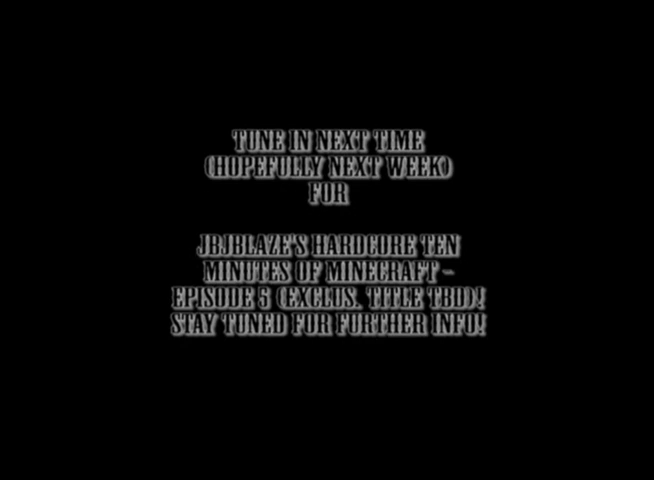 TUNE IN NEXT TIME
(HOPEFULLY NEXT WEEK)
FOR
JBJBLAZE'S HARDCORE TEN
MINUTES OF MINECRAFT -
EPISODE 5 (EXCLUS. TITLE TBD)!
STAY TUNED FOR FURTHER INFO!